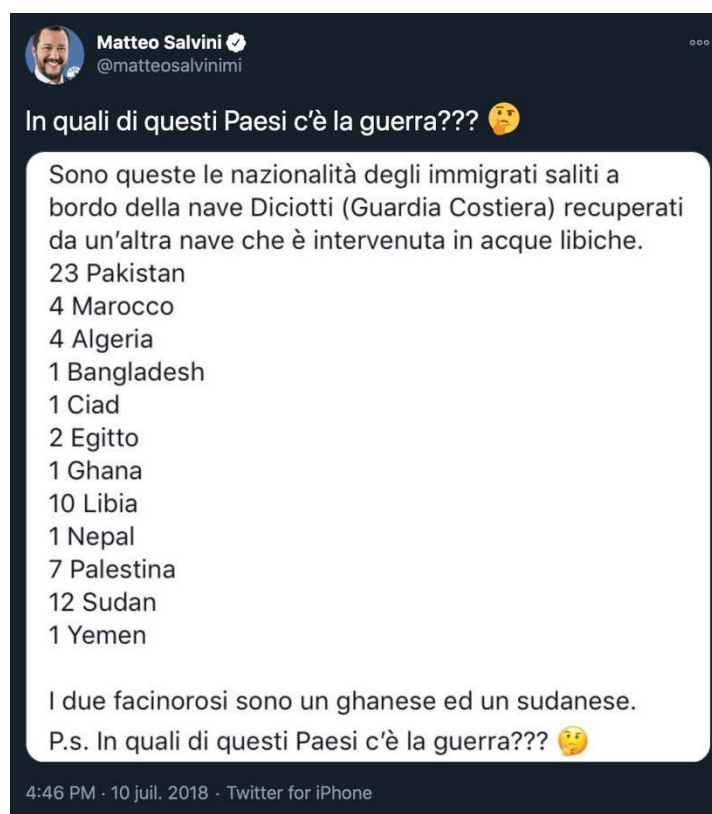 Matteo Salvini
@matteosalvinimi
In quali di questi Paesi c'è la guerra??? 🤔
Sono queste le nazionalità degli immigrati saliti a
bordo della nave Diciotti (Guardia Costiera) recuperati
da un'altra nave che è intervenuta in acque libiche.
23 Pakistan
4 Marocco
4 Algeria
1 Bangladesh
1 Ciad
2 Egitto
1 Ghana
10 Libia
1 Nepal
7 Palestina
12 Sudan
1 Yemen
I due facinorosi sono un ghanese ed un sudanese.
P.s. In quali di questi Paesi c'è la guerra??? 🤔
4:46 PM · 10 juil. 2018 · Twitter for iPhone